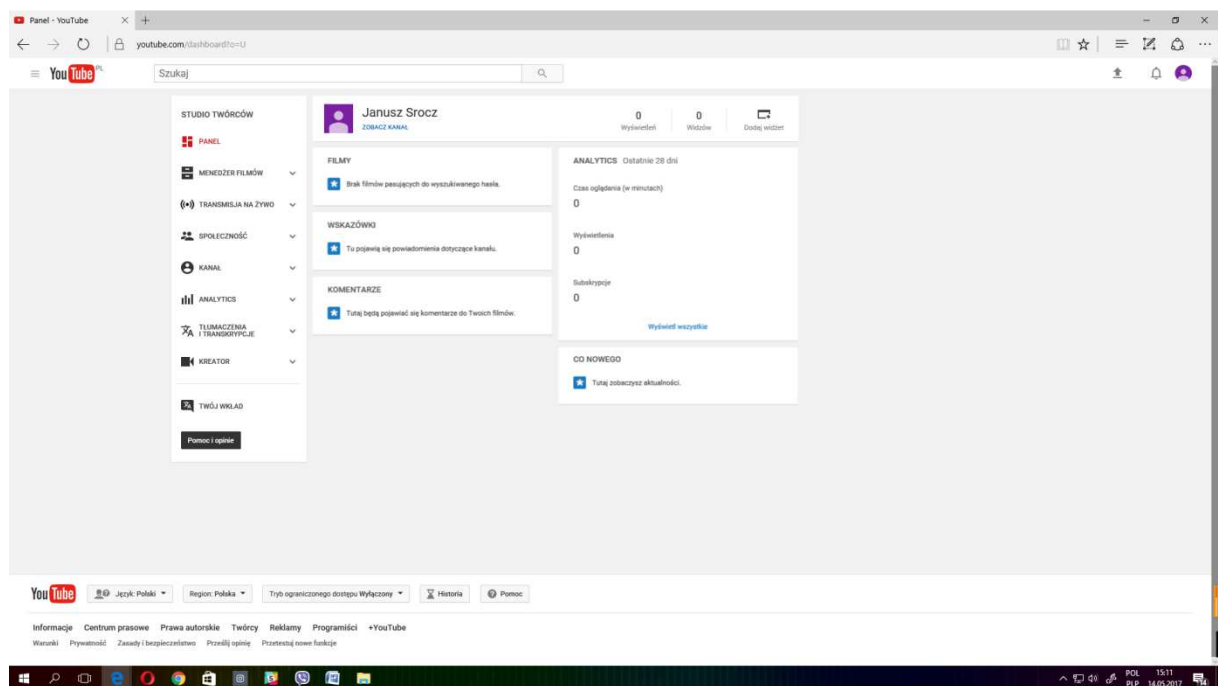 Panel - YouTube
youtube.com/dashboard?o=U
YouTube PL
Szukaj
STUDIO TWÓRCÓW
PANEL
MENEDŻER FILMÓW
TRANSMISJA NA ŻYWO
SPOŁECZNOŚĆ
KANAŁ
ANALYTICS
TŁUMACZENIA
I TRANSKRYPCJE
KREATOR
TWÓJ WKŁAD
Pomoc i opinie
Janusz Srocz
ZOBACZ KANAŁ
0
Wyświetleń
0
Widzów
Dodaj widżet
FILMY
Brak filmów pasujących do wyszukiwanego hasła.
WSKAZÓWKI
Tu pojawią się powiadomienia dotyczące kanału.
KOMENTARZE
Tutaj będą pojawiać się komentarze do Twoich filmów.
ANALYTICS Ostatnie 28 dni
Czas oglądania (w minutach)
0
Wyświetlenia
0
Subskrypcje
0
Wyświetl wszystkie
CO NOWEGO
Tutaj zobaczysz aktualności.
YouTube Język: Polski Region: Polska Tryb ograniczonego dostępu Wyłączony Historia Pomoc
Informacje Centrum prasowe Prawa autorskie Twórcy Reklamy Programiści +YouTube
Warunki Prywatność Zasady i bezpieczeństwo Prześlij opinię Przetestuj nowe funkcje
POL 15:11
PLP 14.05.2017